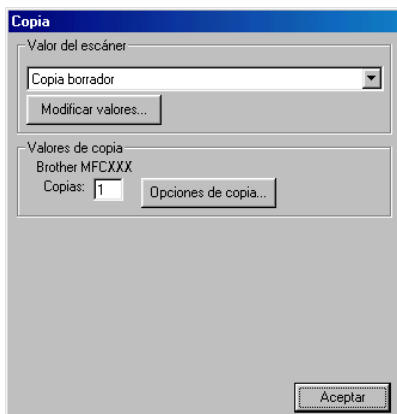 Copia
Valor del escáner
Copia borrador
Modificar valores...
Valores de copia
Brother MFCXXX
Copias: 1 Opciones de copia...
Aceptar